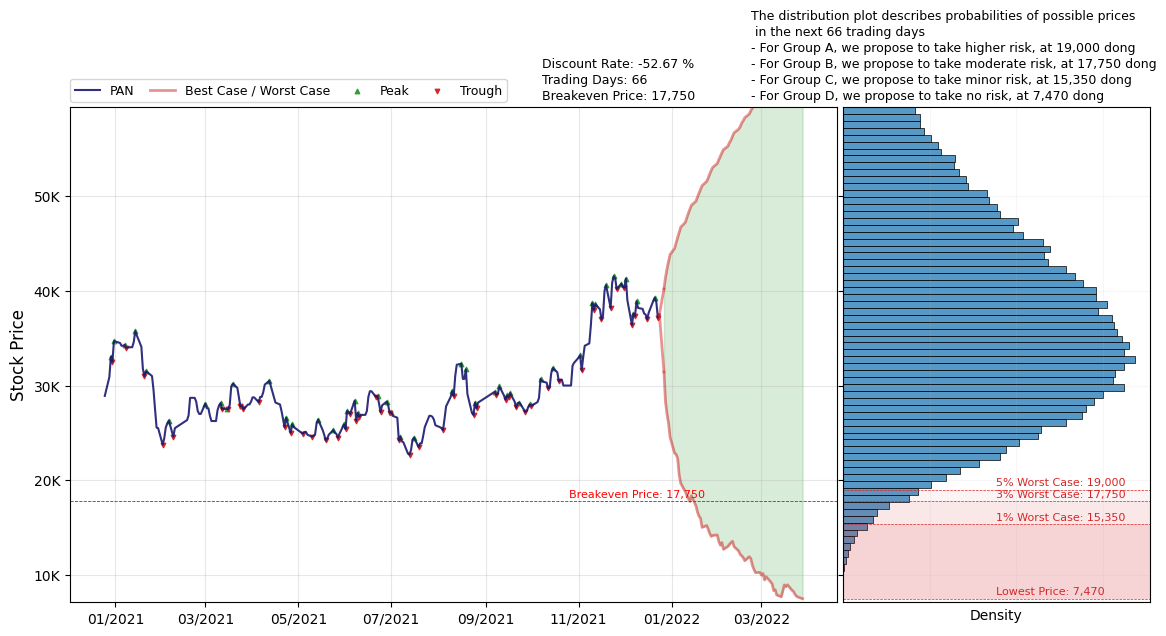 The distribution plot describes probabilities of possible prices
in the next 66 trading days
- For Group A, we propose to take higher risk, at 19,000 dong
- For Group B, we propose to take moderate risk, at 17,750 dong
- For Group C, we propose to take minor risk, at 15,350 dong
- For Group D, we propose to take no risk, at 7,470 dong
Discount Rate: -52.67 %
Trading Days: 66
Breakeven Price: 17,750
PAN
Best Case / Worst Case
Peak
Trough
Stock Price
50K
40K
30K
20K
10K
Breakeven Price: 17,750
5% Worst Case: 19,000
3% Worst Case: 17,750
1% Worst Case: 15,350
Lowest Price: 7,470
01/2021
03/2021
05/2021
07/2021
09/2021
11/2021
01/2022
03/2022
Density